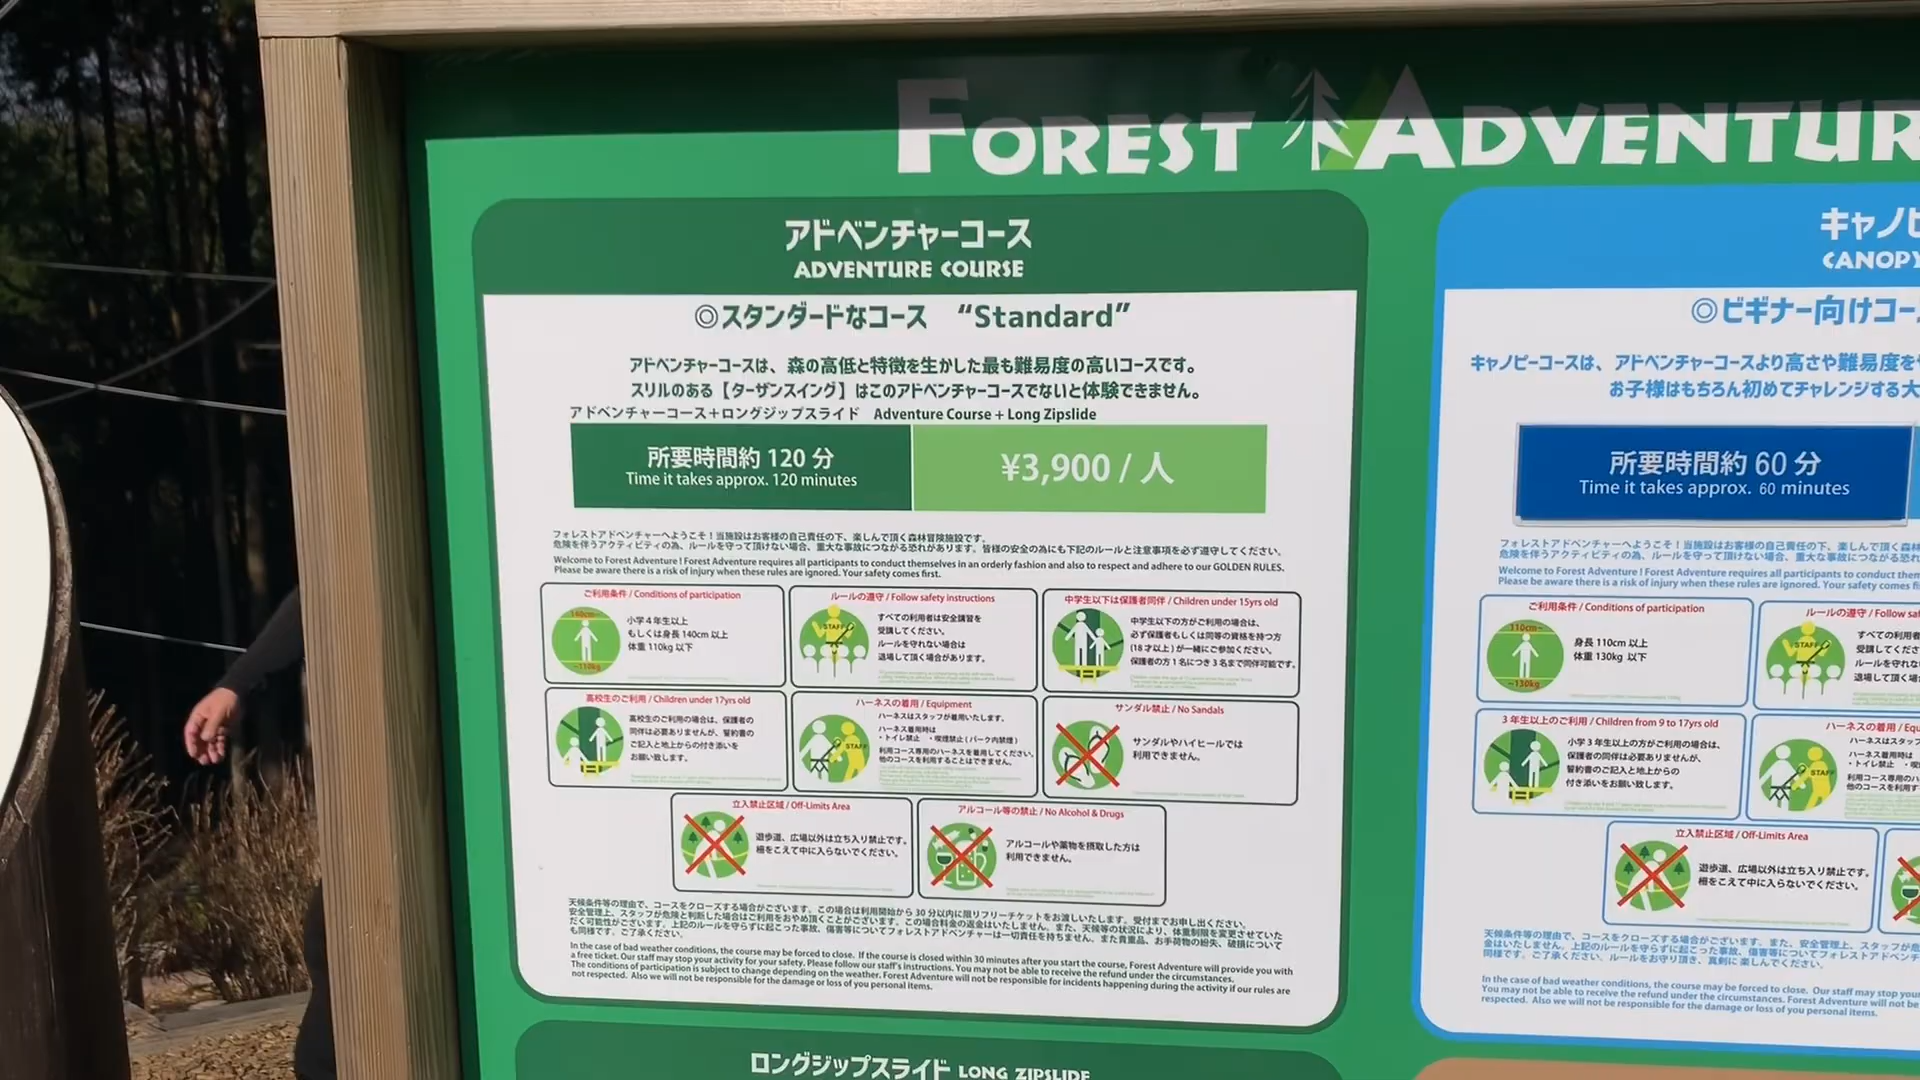 FOREST ADVENTUR
アドベンチャーコース
ADVENTURE COURSE
◎スタンダードなコース “Standard”
アドベンチャーコースは、森の高低と特徴を生かした最も難易度の高いコースです。
スリルのある【ターザンスイング】はこのアドベンチャーコースでないと体験できません。
アドベンチャーコース＋ロングジップスライド Adventure Course + Long Zipslide
所要時間約 120 分
Time it takes approx. 120 minutes
¥3,900 / 人
フォレストアドベンチャーへようこそ！当施設はお客様の自己責任の下、楽しんで頂く森林冒険施設です。
危険を伴うアクティビティの為、ルールを守って頂けない場合、重大な事故につながる恐れがあります。皆様の安全の為にも下記のルールと注意事項を必ず遵守してください。
Welcome to Forest Adventure ! Forest Adventure requires all participants to conduct themselves in an orderly fashion and also to respect and adhere to our GOLDEN RULES.
Please be aware there is a risk of injury when these rules are ignored. Your safety comes first.
ご利用条件 / Conditions of participation
140cm~
~110kg
小学 4 年生以上
もしくは身長 140cm 以上
体重 110kg 以下
ルールの遵守 / Follow safety instructions
STAFF
すべての利用者は安全講習を
受講してください。
ルールを守れない場合は
退場して頂く場合があります。
中学生以下は保護者同伴 / Children under 15yrs old
中学生以下の方がご利用の場合は、
必ず保護者もしくは同等の資格を持つ方
(18 才以上) が一緒にご参加ください。
保護者の方 1 名につき 3 名まで同伴可能です。
高校生のご利用 / Children under 17yrs old
高校生のご利用の場合は、保護者の
同伴は必要ありませんが、誓約書の
ご記入と地上からの付き添いを
お願い致します。
ハーネスの着用 / Equipment
STAFF
ハーネスはスタッフが着用いたします。
ハーネス着用時は
・トイレ禁止 ・喫煙禁止 ( パーク内禁煙 )
利用コース専用のハーネスを着用してください。
他のコースを利用することはできません。
サンダル禁止 / No Sandals
サンダルやハイヒールでは
利用できません。
立入禁止区域 / Off-Limits Area
遊歩道、広場以外は立ち入り禁止です。
柵をこえて中に入らないでください。
アルコール等の禁止 / No Alcohol & Drugs
アルコールや薬物を摂取した方は
利用できません。
天候条件等の理由で、コースをクローズする場合がございます。この場合は利用開始から 30 分以内に限りフリーチケットをお渡しいたします。受付までお申し出ください。
安全管理上、スタッフが危険と判断した場合はご利用をおやめ頂くことがございます。この場合料金の返金はいたしません。また、天候等の状況により、体重制限を変更させていた
だく可能性がございます。上記のルールを守らずに起こった事故、傷害等についてフォレストアドベンチャーは一切責任を持ちません。また貴重品、お手荷物の紛失、破損について
も同様です。ご了承ください。
In the case of bad weather conditions, the course may be forced to close. If the course is closed within 30 minutes after you start the course, Forest Adventure will provide you with
a free ticket. Our staff may stop your activity for your safety. Please follow our staff's instructions. You may not be able to receive the refund under the circumstances.
The conditions of participation is subject to change depending on the weather. Forest Adventure will not be responsible for incidents happening during the activity if our rules are
not respected. Also we will not be responsible for the damage or loss of you personal items.
ロングジップスライド LONG ZIPSLIDE
キャノピ
CANOPY
◎ビギナー向けコー
キャノピーコースは、アドベンチャーコースより高さや難易度を
お子様はもちろん初めてチャレンジする大
所要時間約 60 分
Time it takes approx. 60 minutes
フォレストアドベンチャーへようこそ！当施設はお客様の自己責任の下、楽しんで頂く森林
危険を伴うアクティビティの為、ルールを守って頂けない場合、重大な事故につながる恐れ
Welcome to Forest Adventure ! Forest Adventure requires all participants to conduct them
Please be aware there is a risk of injury when these rules are ignored. Your safety comes fi
ご利用条件 / Conditions of participation
110cm~
~130kg
身長 110cm 以上
体重 130kg 以下
ルールの遵守 / Follow saf
STAFF
すべての利用者
受講してくださ
ルールを守れな
退場して頂く場
3 年生以上のご利用 / Children from 9 to 17yrs old
小学 3 年生以上の方がご利用の場合は、
保護者の同伴は必要ありませんが、
誓約書のご記入と地上からの
付き添いをお願い致します。
ハーネスの着用 / Equ
STAFF
ハーネスはスタッフ
ハーネス着用時は
・トイレ禁止 ・喫
利用コース専用のハ
他のコースを利用す
立入禁止区域 / Off-Limits Area
遊歩道、広場以外は立ち入り禁止です。
柵をこえて中に入らないでください。
天候条件等の理由で、コースをクローズする場合がございます。また、安全管理上、スタッフが危
金はいたしません。上記のルールを守らずに起こった事故、傷害等についてフォレストアドベンチ
同様です。ご了承ください。ルールをお守り頂き、真剣に楽しんでください。
In the case of bad weather conditions, the course may be forced to close. Our staff may stop your
You may not be able to receive the refund under the circumstances. Forest Adventure will not be
respected. Also we will not be responsible for the damage or loss of you personal items.